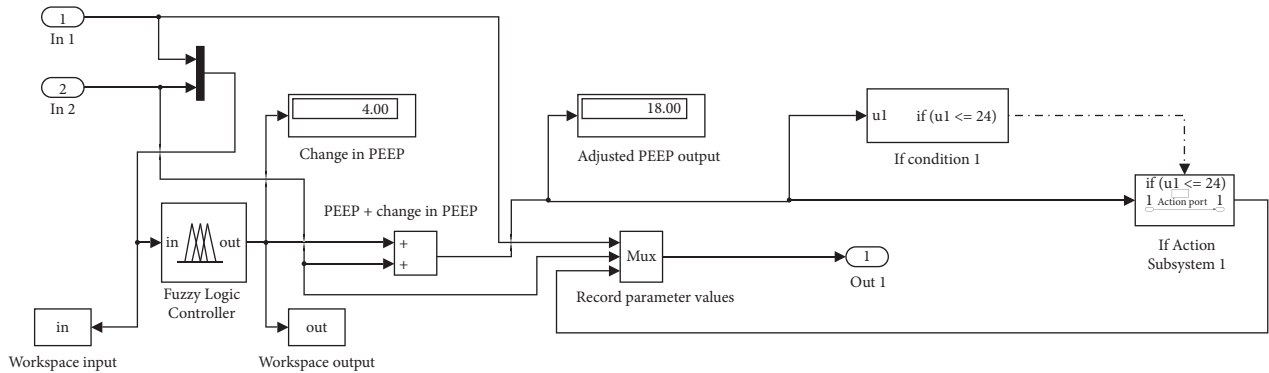 1
In 1
2
In 2
4.00
Change in PEEP
18.00
Adjusted PEEP output
u1 if (u1 <= 24)
If condition 1
if (u1 <= 24)
1 Action port 1
If Action
Subsystem 1
PEEP + change in PEEP
+
+
in out
Fuzzy Logic
Controller
Mux
Record parameter values
1
Out 1
in
Workspace input
out
Workspace output